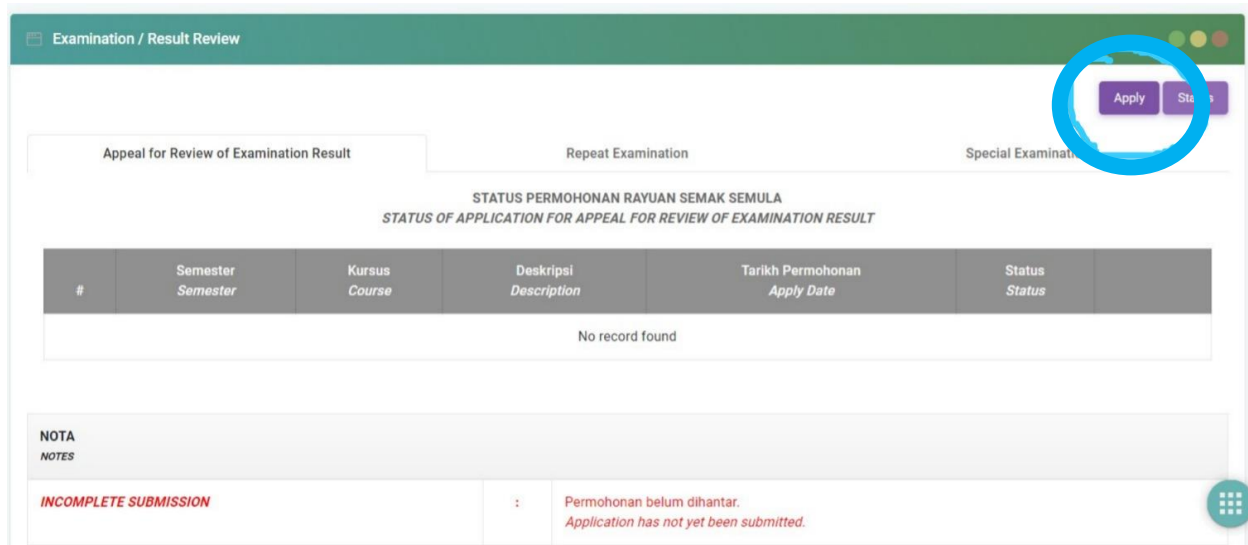 Examination / Result Review
Apply
Appeal for Review of Examination Result
Repeat Examination
Special
STATUS PERMOHONAN RAYUAN SEMAK SEMULA
STATUS OF APPLICATION FOR APPEAL FOR REVIEW OF EXAMINATION RESULT
# Semester Kursus Deskripsi Tarikh Permohonan Status
Semester Course Description Apply Date Status
No record found
NOTA
NOTES
INCOMPLETE SUBMISSION : Permohonan belum dihantar.
Application has not yet been submitted.